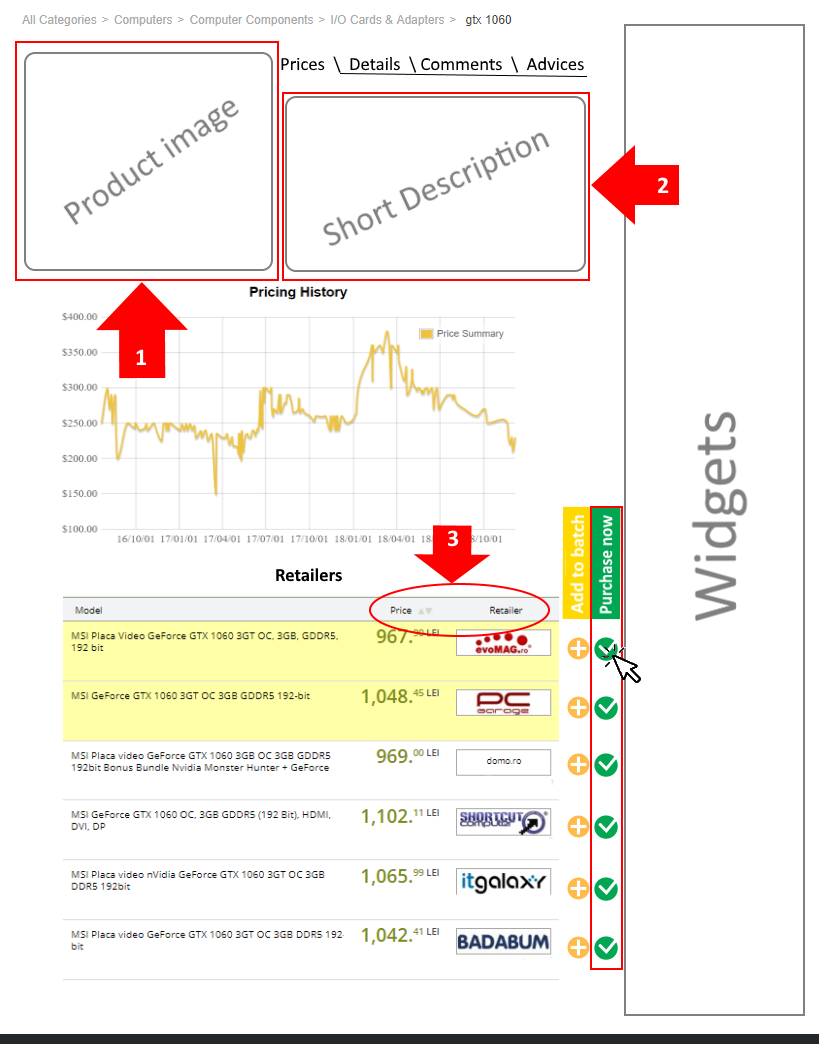 All Categories > Computers > Computer Components > I/O Cards & Adapters > gtx 1060
Prices \ Details \ Comments \ Advices
Product image
Short Description
2
1
Pricing History
Price Summary
$400.00
$350.00
$300.00
$250.00
$200.00
$150.00
$100.00
16/10/01 17/01/01 17/04/01 17/07/01 17/10/01 18/01/01 18/04/01 18/ 8/10/01
3
Widgets
Add to batch
Purchase now
Retailers
Model Price Retailer
MSI Placa Video GeForce GTX 1060 3GT OC, 3GB, GDDR5,
192 bit
967. LEI
evoMAG.ro
MSI GeForce GTX 1060 3GT OC 3GB GDDR5 192-bit
1,048.45 LEI
PC
garage
MSI Placa video GeForce GTX 1060 3GB OC 3GB GDDR5
192bit Bonus Bundle Nvidia Monster Hunter + GeForce
969.00 LEI
domo.ro
MSI GeForce GTX 1060 OC, 3GB GDDR5 (192 Bit), HDMI,
DVI, DP
1,102.11 LEI
SHORTCUT
computer
MSI Placa video nVidia GeForce GTX 1060 3GT OC 3GB
DDR5 192bit
1,065.99 LEI
itgalaxy
MSI Placa video GeForce GTX 1060 3GT OC 3GB DDR5 192-
bit
1,042.41 LEI
BADABUM